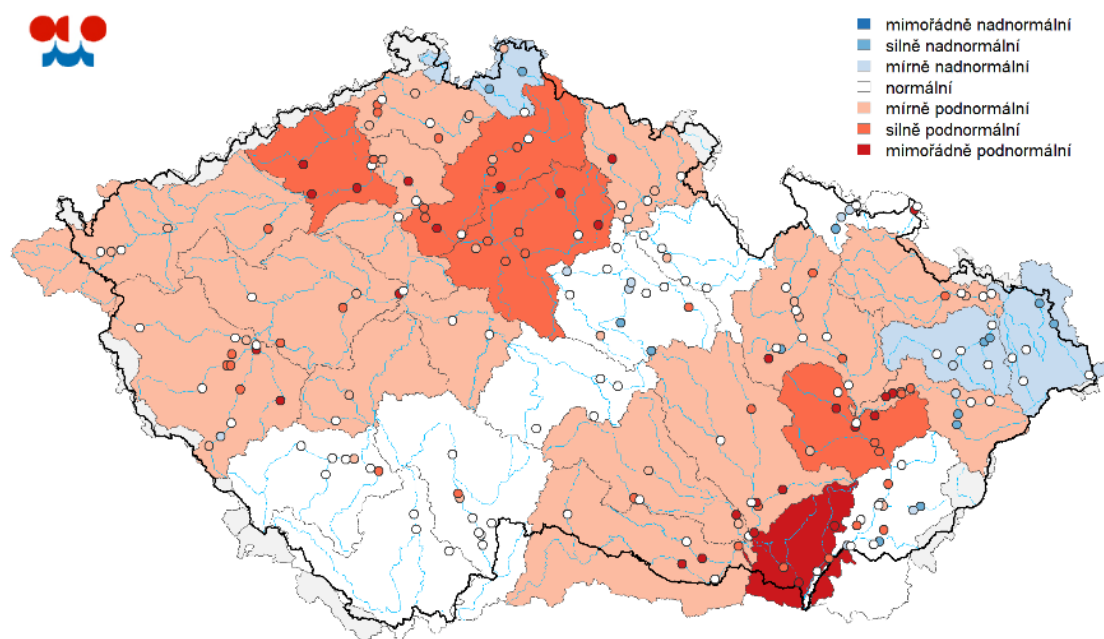 mimořádně nadnormální
silně nadnormální
mírně nadnormální
normální
mírně podnormální
silně podnormální
mimořádně podnormální